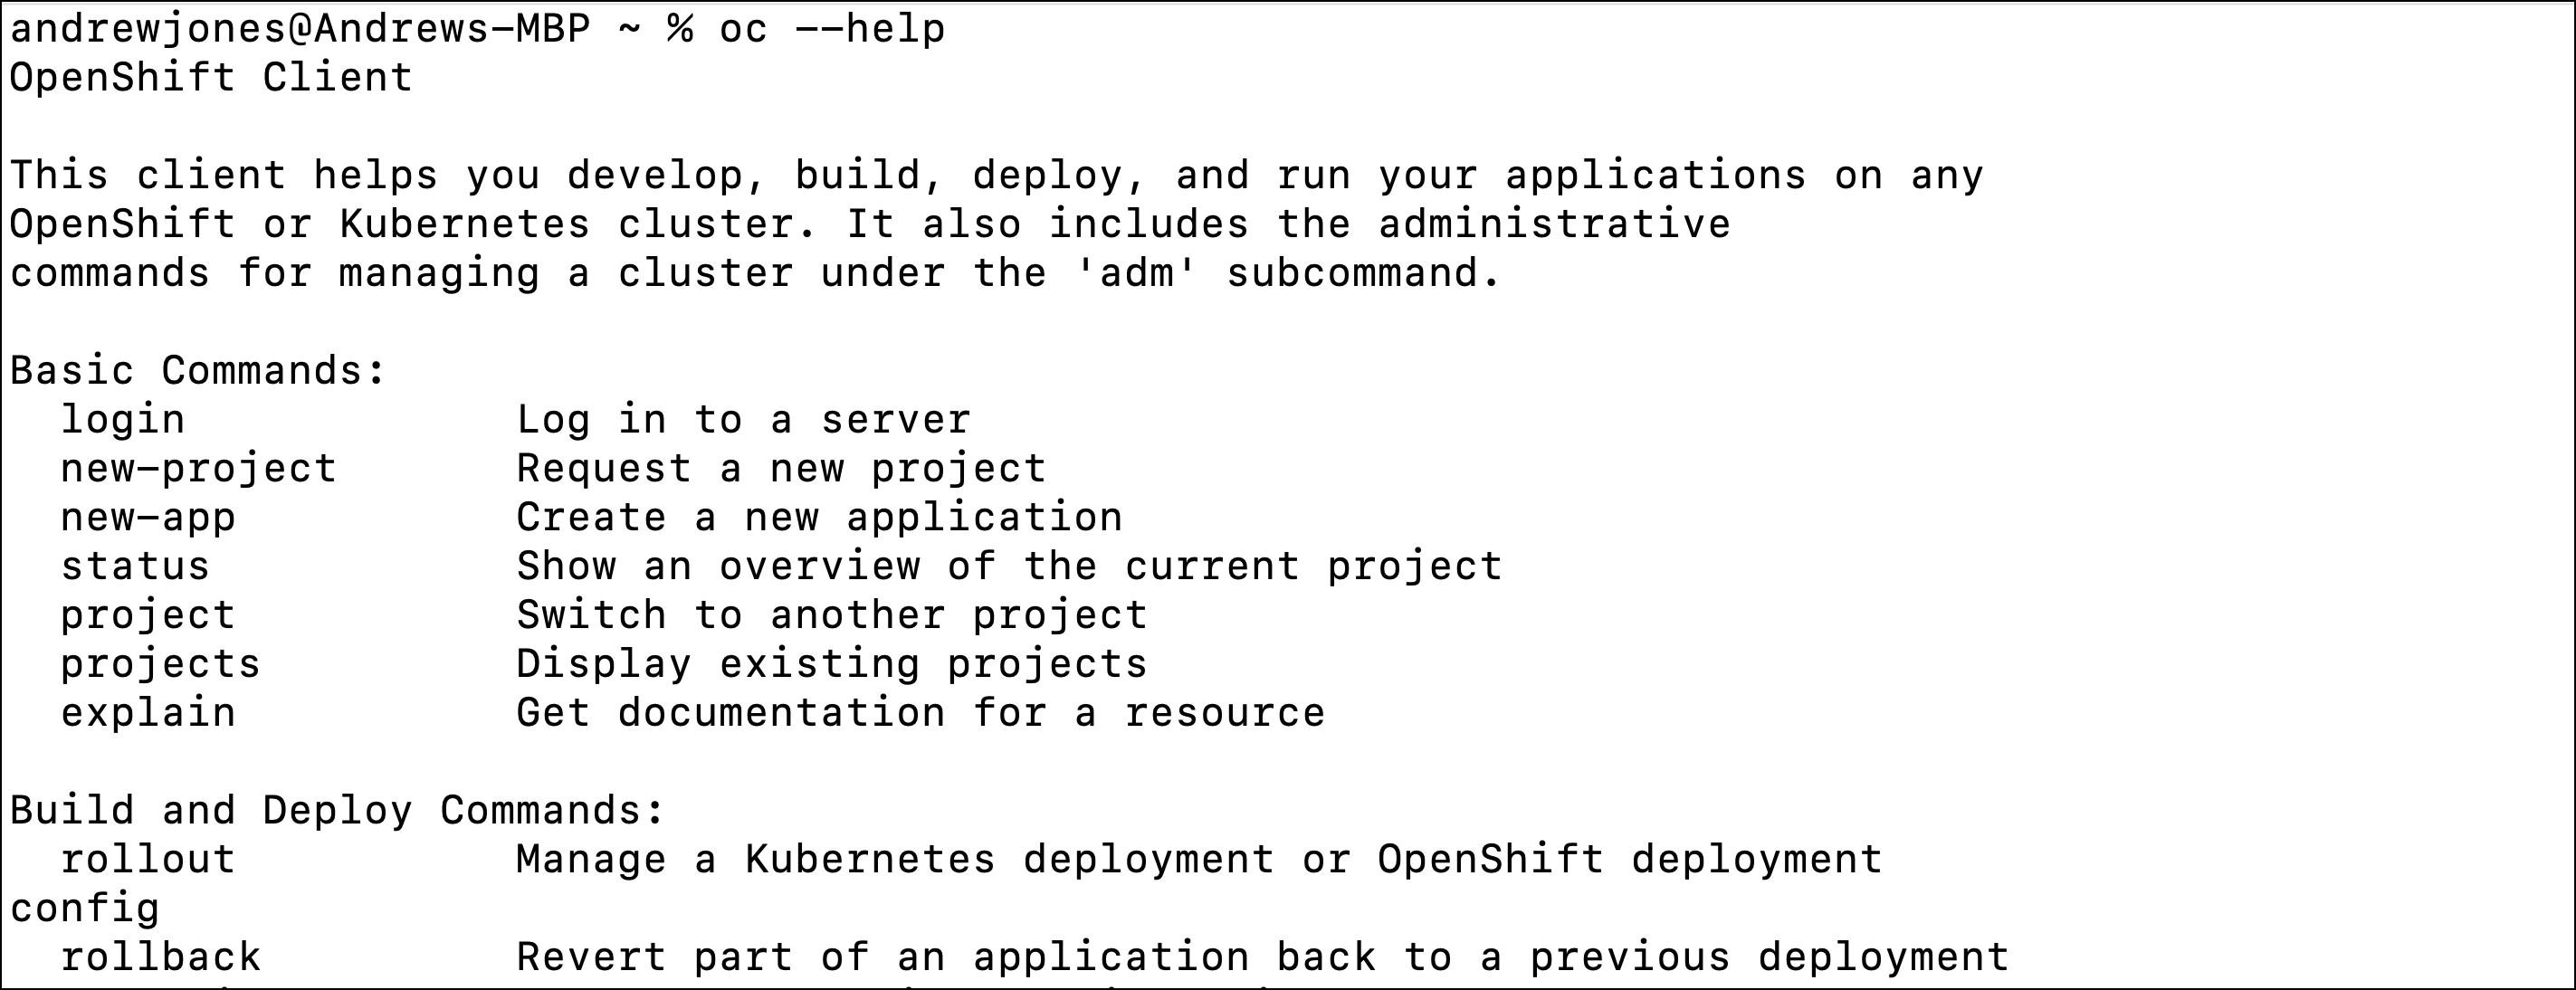 andrewjones@Andrews-MBP ~ % oc --help
OpenShift Client
This client helps you develop, build, deploy, and run your applications on any
OpenShift or Kubernetes cluster. It also includes the administrative
commands for managing a cluster under the 'adm' subcommand.
Basic Commands:
login Log in to a server
new-project Request a new project
new-app Create a new application
status Show an overview of the current project
project Switch to another project
projects Display existing projects
explain Get documentation for a resource
Build and Deploy Commands:
rollout Manage a Kubernetes deployment or OpenShift deployment
config
rollback Revert part of an application back to a previous deployment